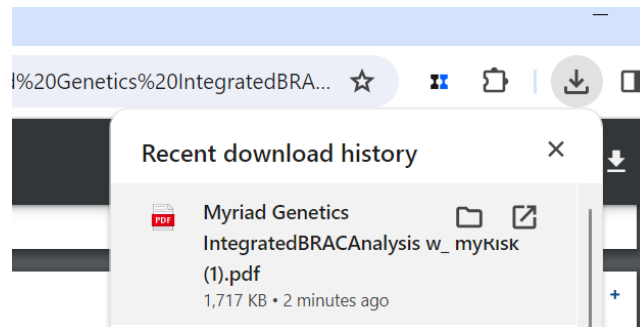 d%20Genetics%20IntegratedBRA...
Recent download history
PDF
Myriad Genetics
IntegratedBRACAnalysis w_ myRisk
(1).pdf
1,717 KB • 2 minutes ago